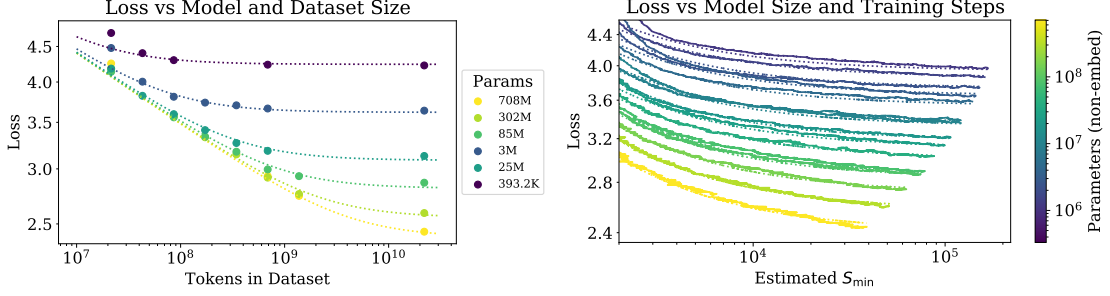 Loss vs Model and Dataset Size
4.5
4.0
3.5
3.0
2.5
Loss
10^7
10^8
10^9
10^10
Tokens in Dataset
Params
708M
302M
85M
3M
25M
393.2K
Loss vs Model Size and Training Steps
4.4
4.0
3.6
3.2
2.8
2.4
Loss
10^4
10^5
Estimated S_min
10^8
10^7
10^6
Parameters (non-embed)